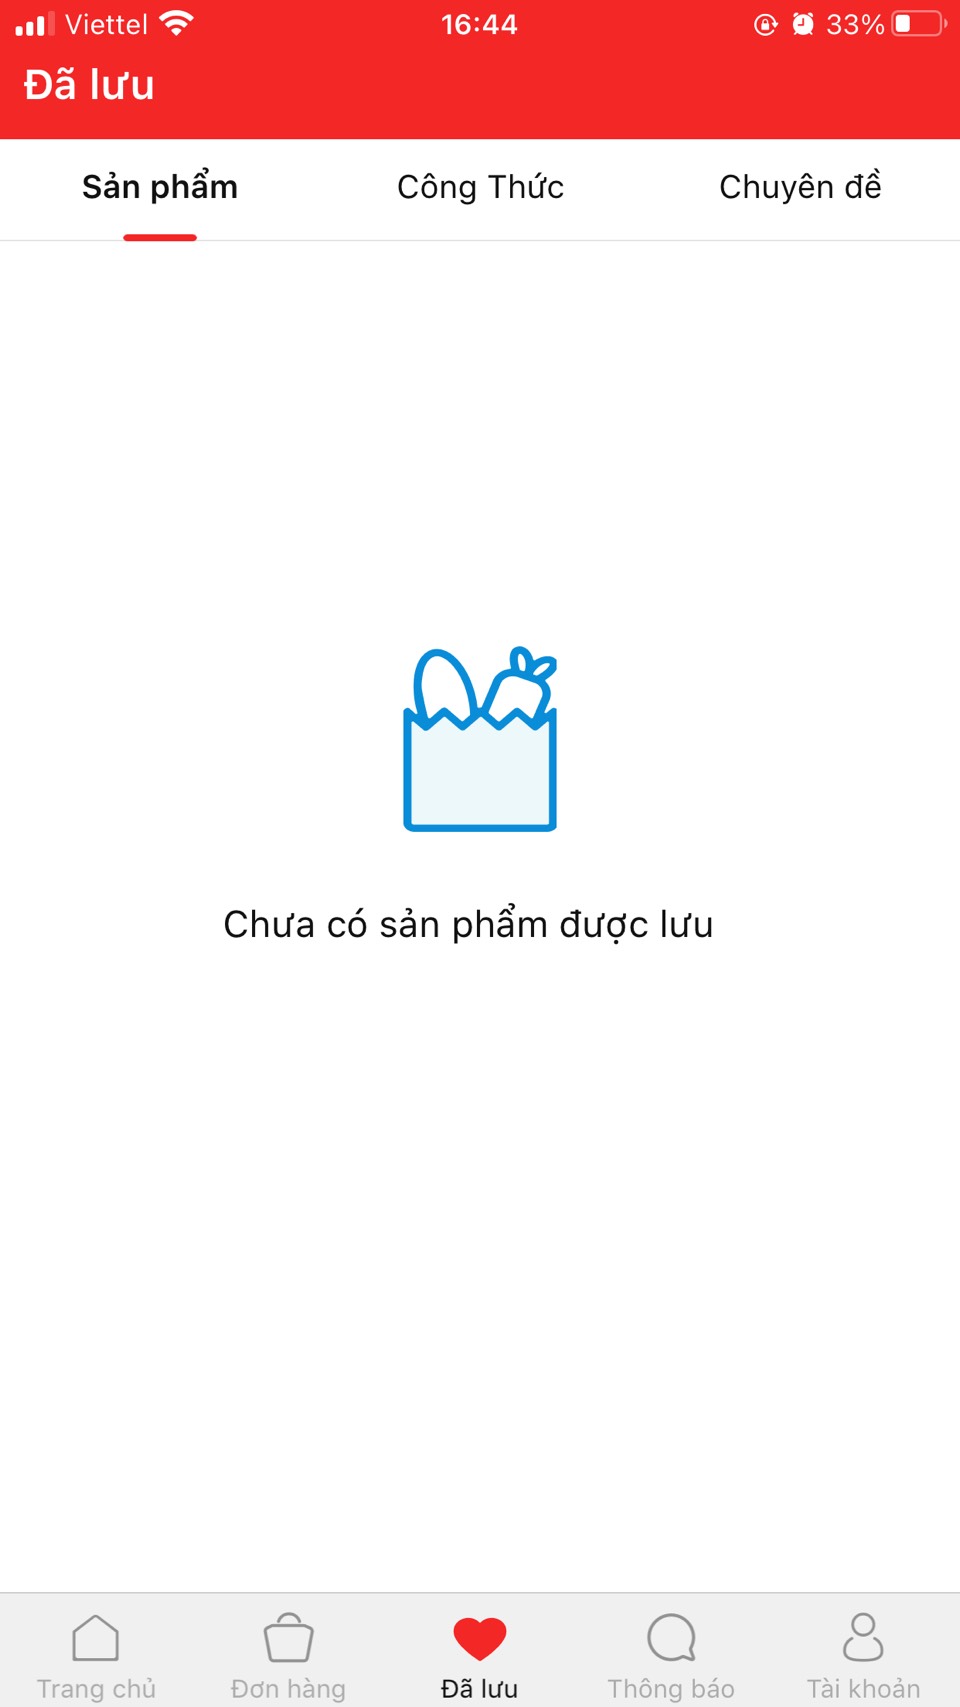 Viettel 16:44 33%
Đã lưu
Sản phẩm Công Thức Chuyên đề
Chưa có sản phẩm được lưu
Trang chủ Đơn hàng Đã lưu Thông báo Tài khoản